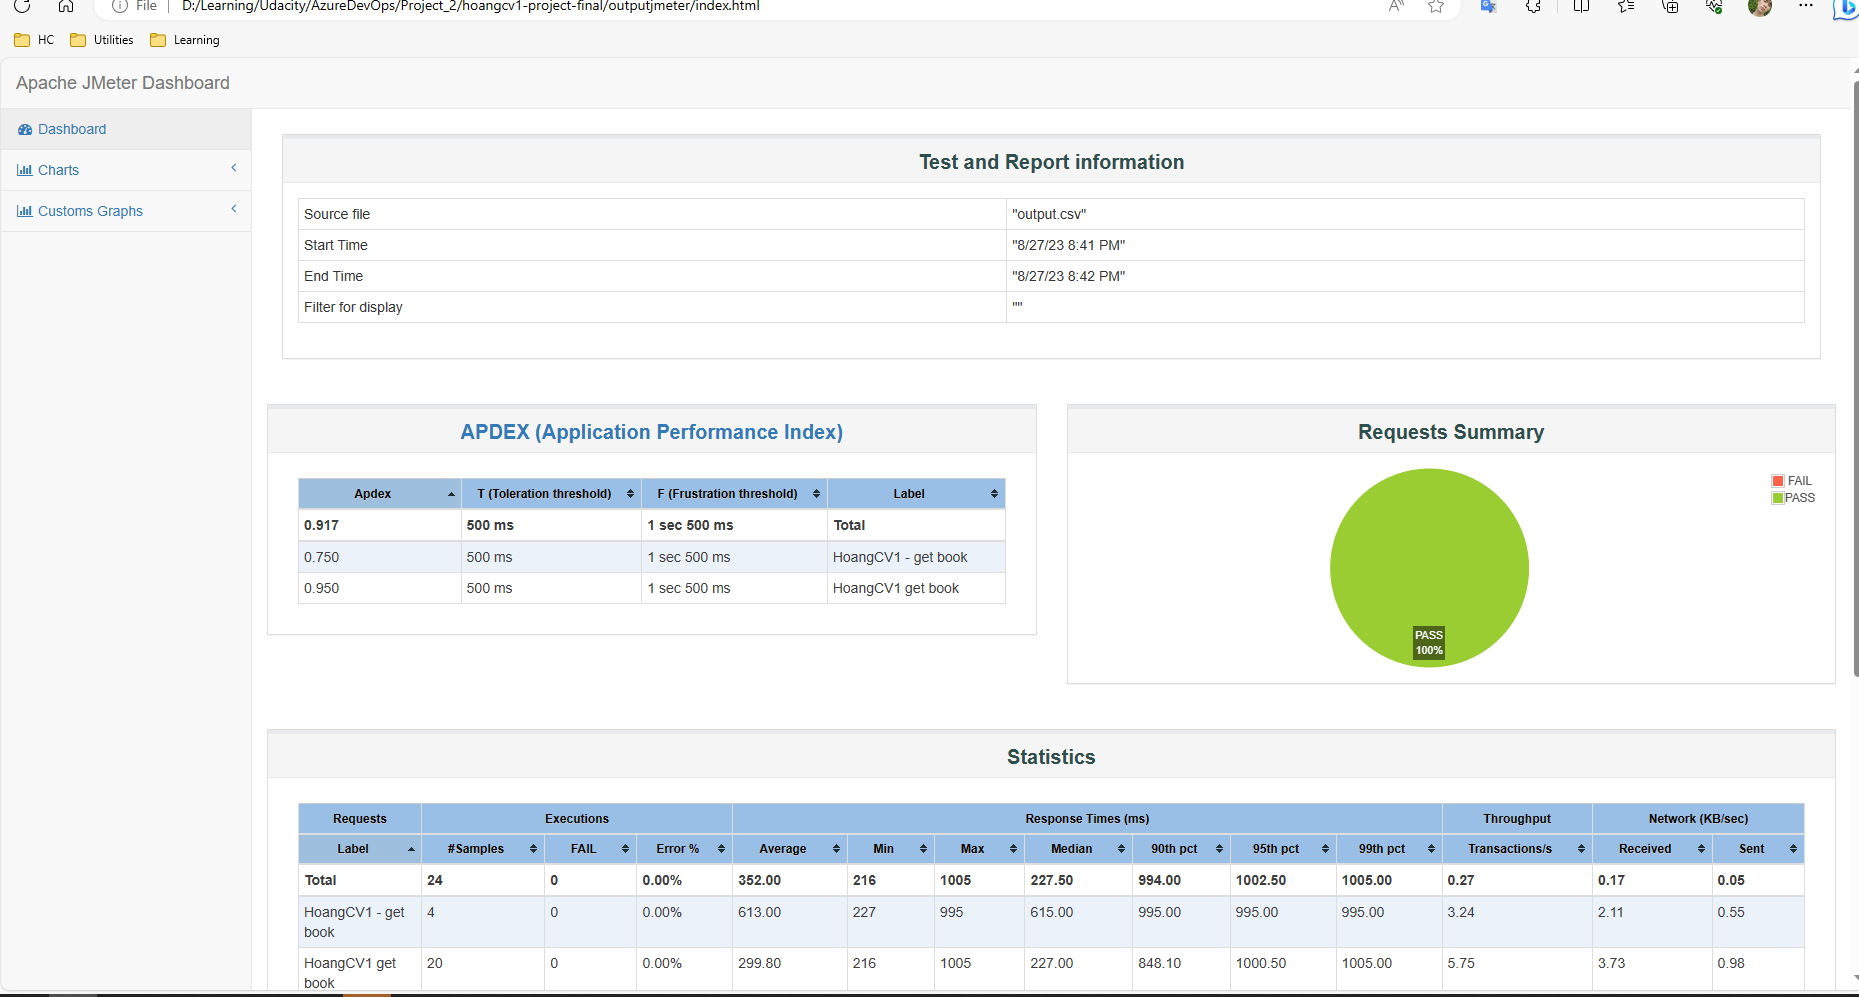 File D:/Learning/Udacity/AzureDevOps/Project_2/hoangcv1-project-final/outputjmeter/index.html
HC Utilities Learning
Apache JMeter Dashboard
Dashboard
Charts
Customs Graphs
Test and Report information
Source file "output.csv"
Start Time "8/27/23 8:41 PM"
End Time "8/27/23 8:42 PM"
Filter for display ""
APDEX (Application Performance Index)
Apdex T (Toleration threshold) F (Frustration threshold) Label
0.917 500 ms 1 sec 500 ms Total
0.750 500 ms 1 sec 500 ms HoangCV1 - get book
0.950 500 ms 1 sec 500 ms HoangCV1 get book
Requests Summary
FAIL
PASS
PASS
100%
Statistics
Requests Executions Response Times (ms) Throughput Network (KB/sec)
Label #Samples FAIL Error % Average Min Max Median 90th pct 95th pct 99th pct Transactions/s Received Sent
Total 24 0 0.00% 352.00 216 1005 227.50 994.00 1002.50 1005.00 0.27 0.17 0.05
HoangCV1 - get book 4 0 0.00% 613.00 227 995 615.00 995.00 995.00 995.00 3.24 2.11 0.55
HoangCV1 get book 20 0 0.00% 299.80 216 1005 227.00 848.10 1000.50 1005.00 5.75 3.73 0.98